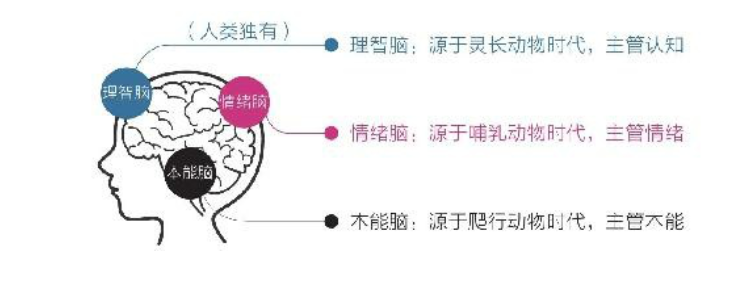 （人类独有）
理智脑：源于灵长动物时代，主管认知
理智脑
情绪脑
情绪脑：源于哺乳动物时代，主管情绪
本能脑
本能脑：源于爬行动物时代，主管本能